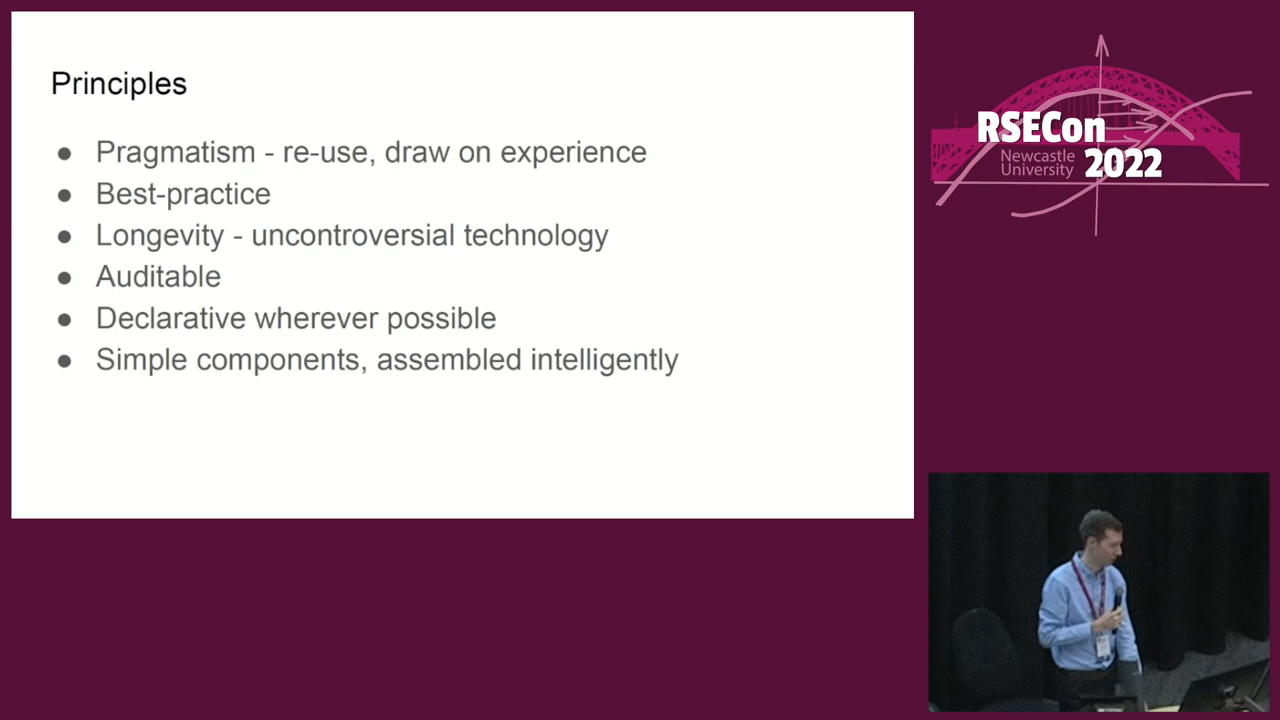 Principles
● Pragmatism - re-use, draw on experience
● Best-practice
● Longevity - uncontroversial technology
● Auditable
● Declarative wherever possible
● Simple components, assembled intelligently
RSECon
Newcastle
University
2022